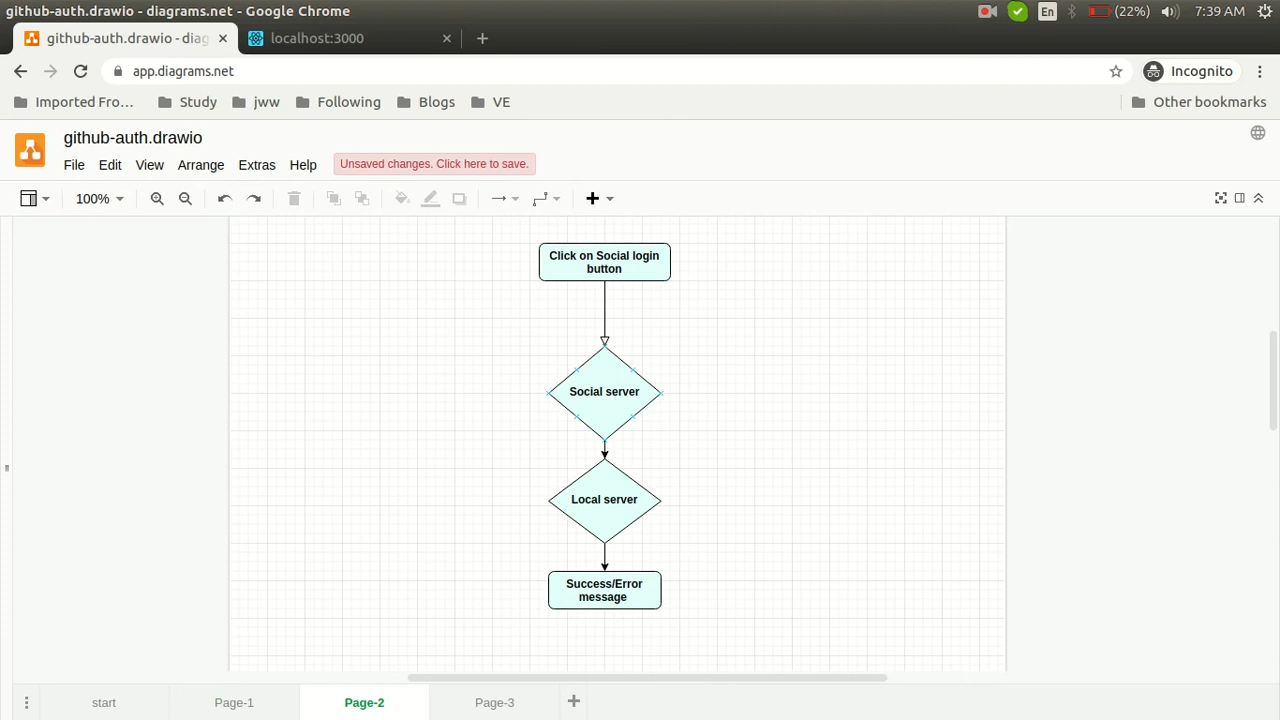 github-auth.drawio - diagrams.net - Google Chrome
En
(22%)
7:39 AM
github-auth.drawio - diag
localhost:3000
app.diagrams.net
Incognito
Imported Fro…
Study
jww
Following
Blogs
VE
Other bookmarks
github-auth.drawio
File
Edit
View
Arrange
Extras
Help
Unsaved changes. Click here to save.
100%
Click on Social login
button
Social server
Local server
Success/Error
message
start
Page-1
Page-2
Page-3